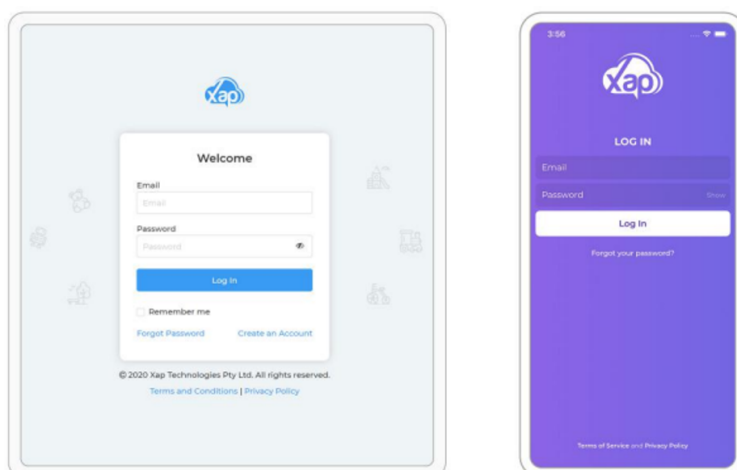 xap
Welcome
Email
Email
Password
Password
Log In
Remember me
Forgot Password Create an Account
© 2020 Xap Technologies Pty Ltd. All rights reserved.
Terms and Conditions | Privacy Policy
3:56
xap
LOG IN
Email
Password Show
Log In
Forgot your password?
Terms of Service and Privacy Policy